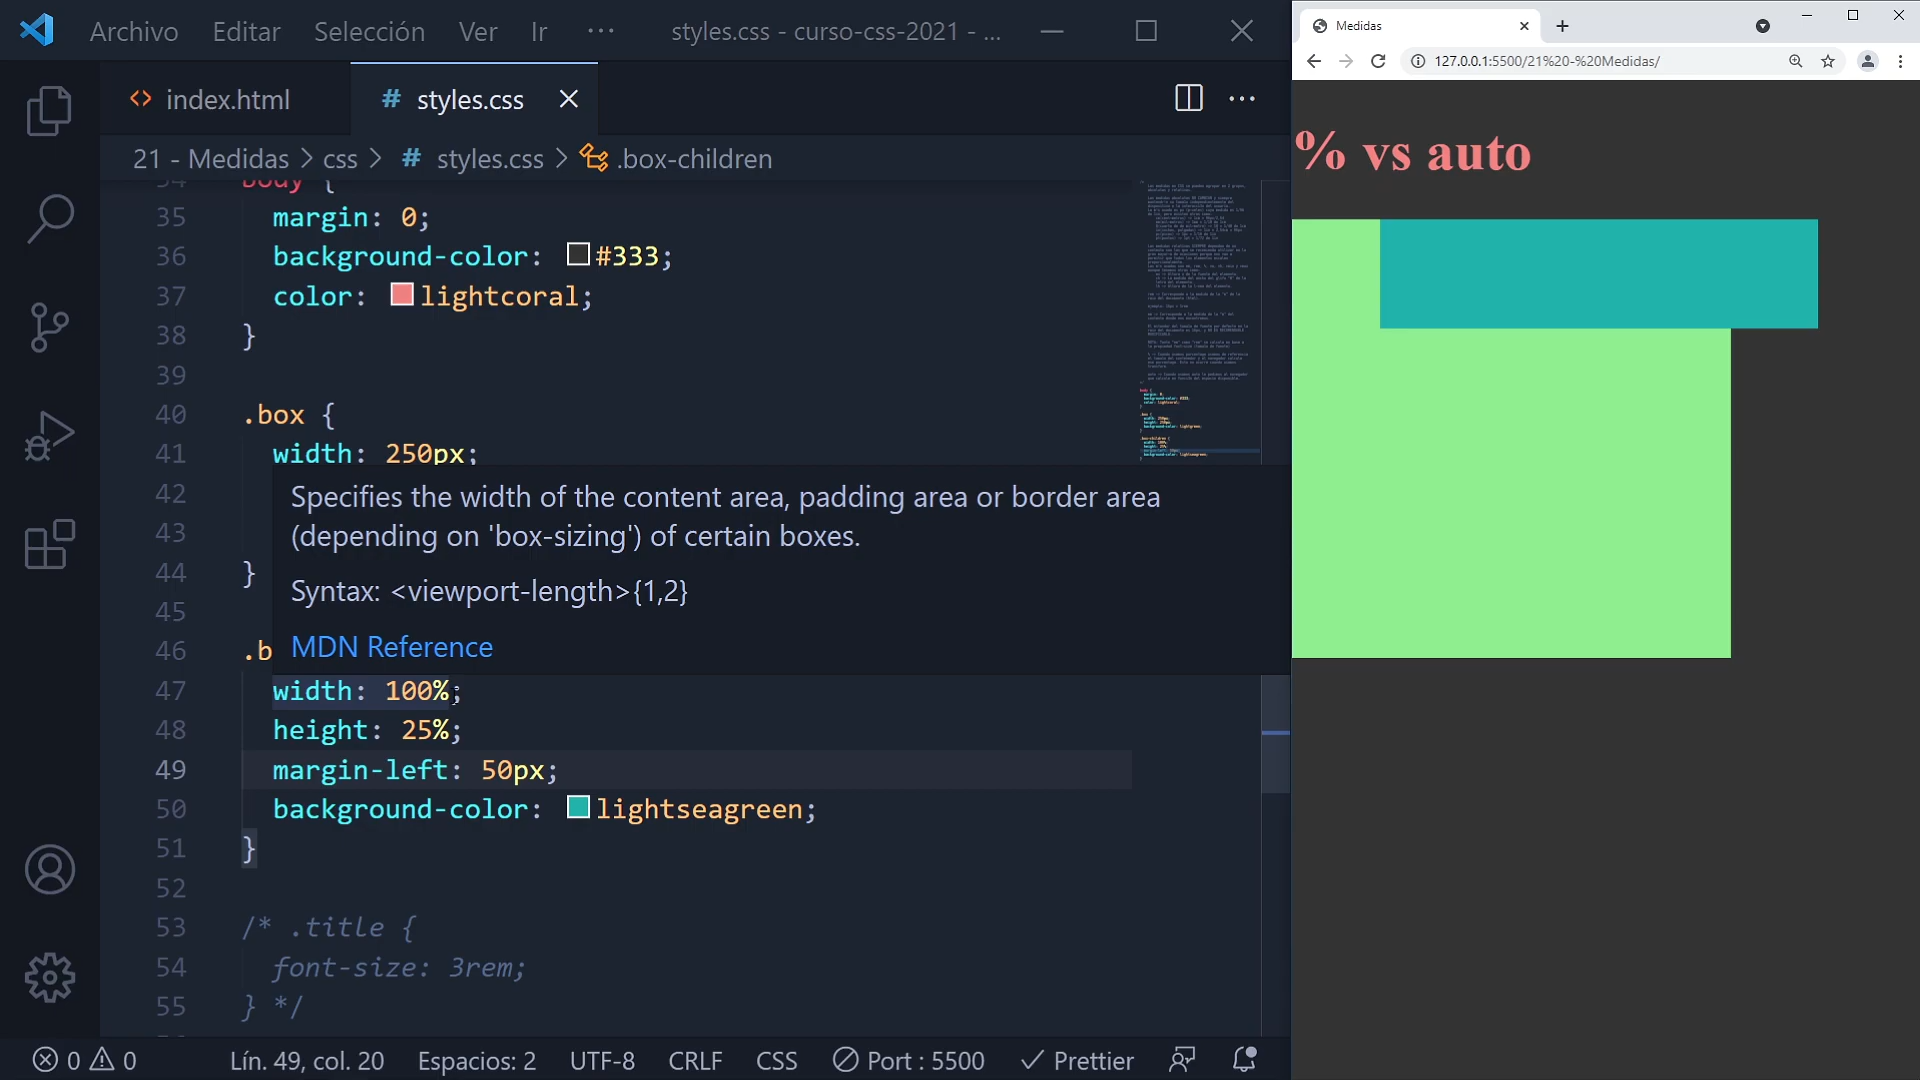 Archivo Editar Selección Ver Ir ··· styles.css - curso-css-2021 - ...
index.html # styles.css
21 - Medidas > css > # styles.css > .box-children
34 body {
35 margin: 0;
36 background-color: #333;
37 color: lightcoral;
38 }
39
40 .box {
41 width: 250px;
42
43
44 }
45
46 .b
Specifies the width of the content area, padding area or border area
(depending on 'box-sizing') of certain boxes.
Syntax: <viewport-length>{1,2}
MDN Reference
47 width: 100%;
48 height: 25%;
49 margin-left: 50px;
50 background-color: lightseagreen;
51 }
52
53 /* .title {
54 font-size: 3rem;
55 } */
0 0 Lín. 49, col. 20 Espacios: 2 UTF-8 CRLF CSS Port : 5500 Prettier
Medidas
127.0.0.1:5500/21%20-%20Medidas/
% vs auto